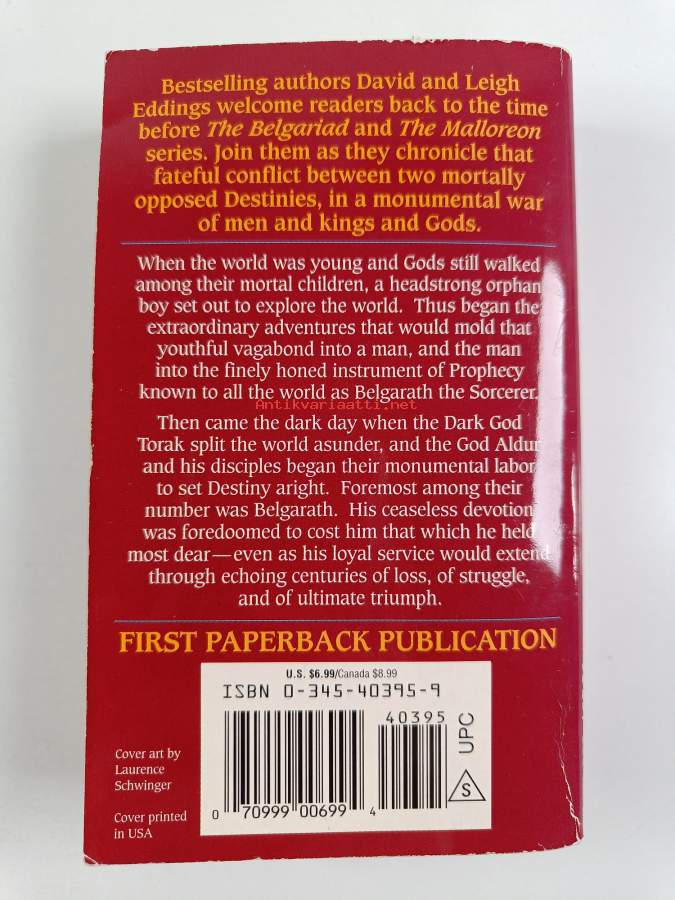 Bestselling authors David and Leigh
Eddings welcome readers back to the time
before The Belgariad and The Malloreon
series. Join them as they chronicle that
fateful conflict between two mortally
opposed Destinies, in a monumental war
of men and kings and Gods.
When the world was young and Gods still walked
among their mortal children, a headstrong orphan
boy set out to explore the world. Thus began the
extraordinary adventures that would mold that
youthful vagabond into a man, and the man
into the finely honed instrument of Prophecy
known to all the world as Belgarath the Sorcerer.
Antikvariaatti.net
Then came the dark day when the Dark God
Torak split the world asunder, and the God Aldur
and his disciples began their monumental labor
to set Destiny aright. Foremost among their
number was Belgarath. His ceaseless devotion
was foredoomed to cost him that which he held
most dear—even as his loyal service would extend
through echoing centuries of loss, of struggle,
and of ultimate triumph.
FIRST PAPERBACK PUBLICATION
U.S. $6.99/Canada $8.99
ISBN 0-345-40395-9
40395
UPC
S
0 70999 00699 4
Cover art by
Laurence
Schwinger
Cover printed
in USA